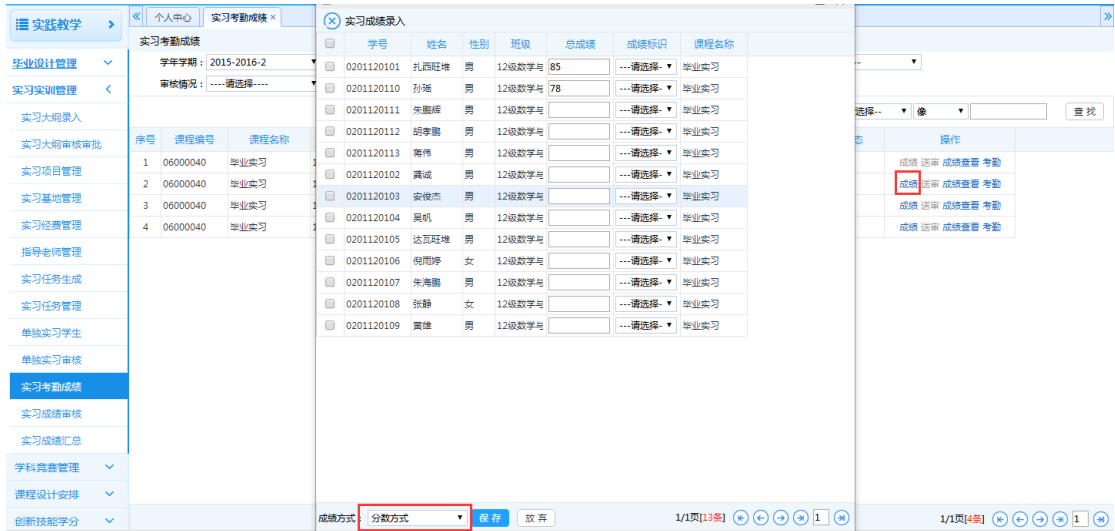 实践教学
毕业设计管理
实习实训管理
实习大纲录入
实习大纲审核审批
实习项目管理
实习基地管理
实习经费管理
指导老师管理
实习任务生成
实习任务管理
单独实习学生
单独实习审核
实习考勤成绩
实习成绩审核
实习成绩汇总
学科竞赛管理
课程设计安排
创新技能学分
个人中心 实习考勤成绩 ×
实习考勤成绩
学年学期: 2015-2016-2
审核情况: ----请选择----
序号 课程编号 课程名称
1 06000040 毕业实习
2 06000040 毕业实习
3 06000040 毕业实习
4 06000040 毕业实习
实习成绩录入
学号 姓名 性别 班级 总成绩 成绩标识 课程名称
0201120101 扎西旺堆 男 12级数学与 85 ---请选择- 毕业实习
0201120110 孙瑶 男 12级数学与 78 ---请选择- 毕业实习
0201120111 朱鹏辉 男 12级数学与 ---请选择- 毕业实习
0201120112 胡孝鹏 男 12级数学与 ---请选择- 毕业实习
0201120113 蒋伟 男 12级数学与 ---请选择- 毕业实习
0201120102 龚诚 男 12级数学与 ---请选择- 毕业实习
0201120103 安俊杰 男 12级数学与 ---请选择- 毕业实习
0201120104 吴帆 男 12级数学与 ---请选择- 毕业实习
0201120105 达瓦旺堆 男 12级数学与 ---请选择- 毕业实习
0201120106 倪雨婷 女 12级数学与 ---请选择- 毕业实习
0201120107 朱海鹏 男 12级数学与 ---请选择- 毕业实习
0201120108 张静 女 12级数学与 ---请选择- 毕业实习
0201120109 董雄 男 12级数学与 ---请选择- 毕业实习
成绩方式: 分数方式 保存 放弃 1/1页[13条] 1
选择-- 像 查找
态 操作
成绩 送审 成绩查看 考勤
成绩 送审 成绩查看 考勤
成绩 送审 成绩查看 考勤
成绩 送审 成绩查看 考勤
1/1页[4条] 1